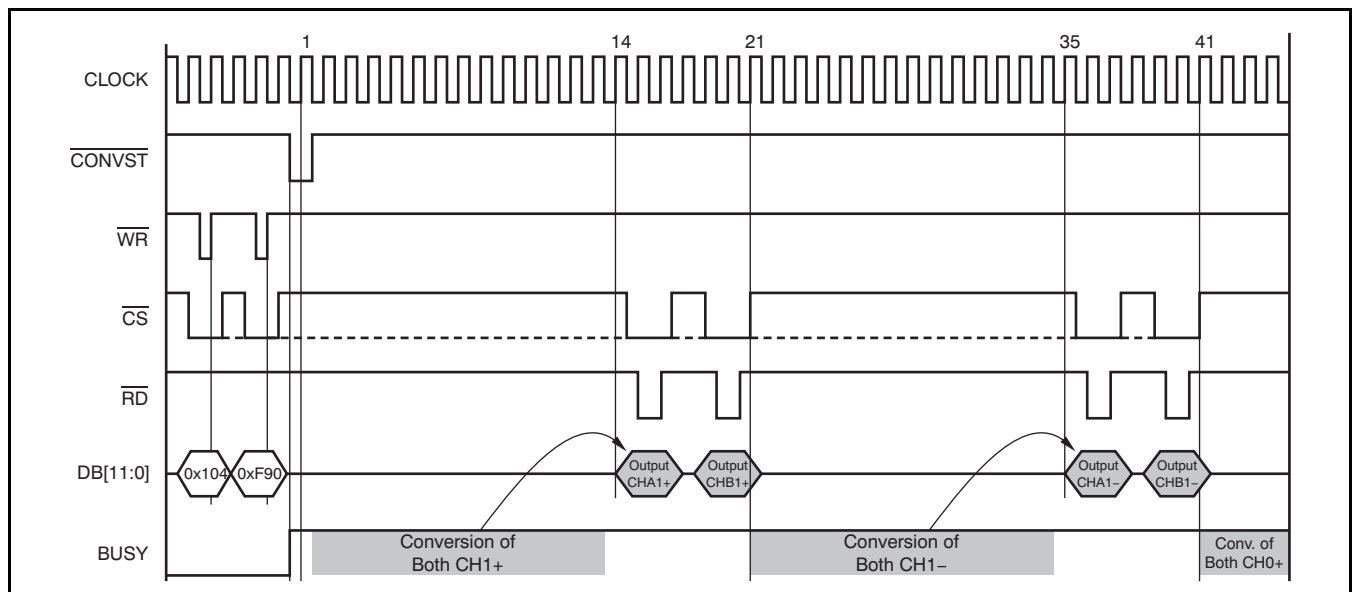 1 14 21 35 41
CLOCK
CONVST
WR
CS
RD
DB[11:0]
0x104 0xF90
Output
CHA1+
Output
CHB1+
Output
CHA1−
Output
CHB1−
BUSY
Conversion of
Both CH1+
Conversion of
Both CH1−
Conv. of
Both CH0+